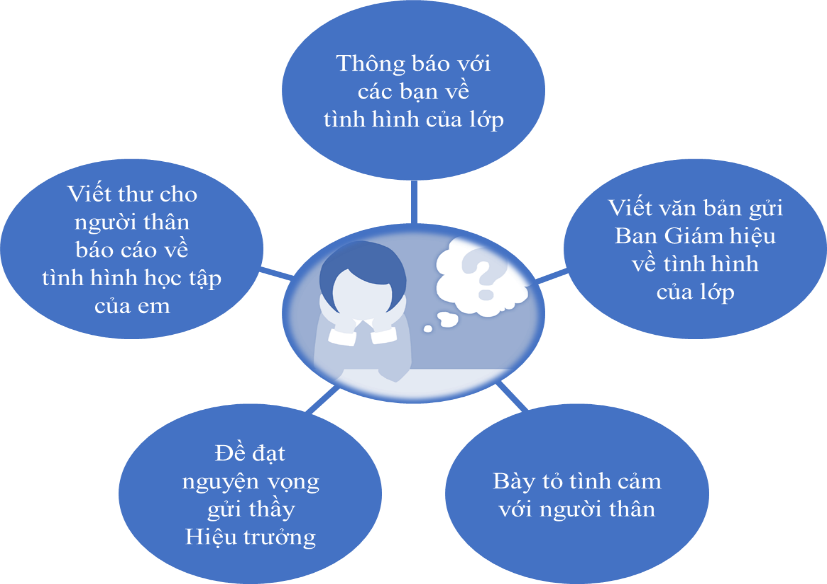 Thông báo với
các bạn về
tình hình của lớp
Viết thư cho
người thân
báo cáo về
tình hình học tập
của em
Viết văn bản gửi
Ban Giám hiệu
về tình hình
của lớp
Đề đạt
nguyện vọng
gửi thầy
Hiệu trưởng
Bày tỏ tình cảm
với người thân
?